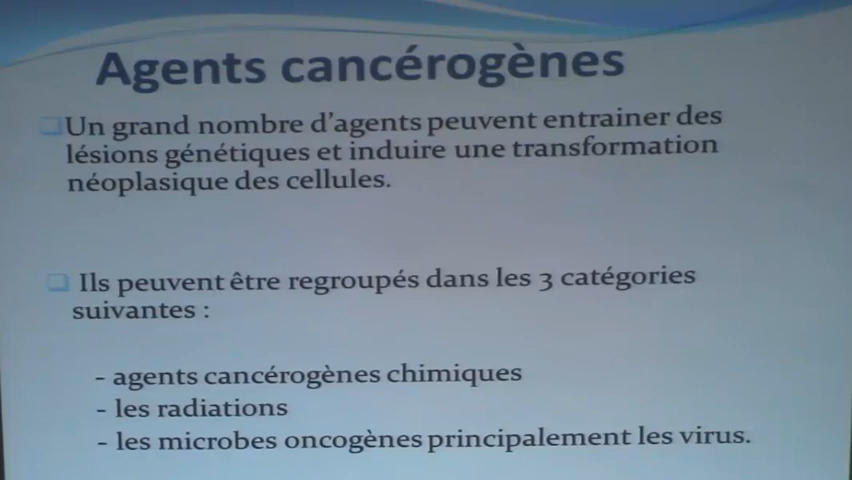 Agents cancérogènes
Un grand nombre d'agents peuvent entrainer des
lésions génétiques et induire une transformation
néoplasique des cellules.
Ils peuvent être regroupés dans les 3 catégories
suivantes :
- agents cancérogènes chimiques
- les radiations
- les microbes oncogènes principalement les virus.